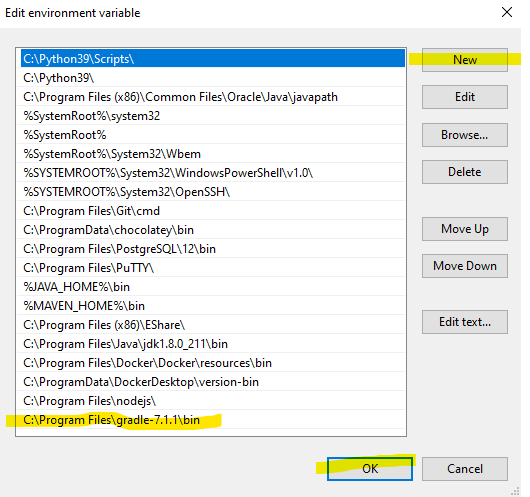 Edit environment variable
C:\Python39\Scripts\
New
C:\Python39\
C:\Program Files (x86)\Common Files\Oracle\Java\javapath
Edit
%SystemRoot%\system32
%SystemRoot%
Browse...
%SystemRoot%\System32\Wbem
%SYSTEMROOT%\System32\WindowsPowerShell\v1.0\
Delete
%SYSTEMROOT%\System32\OpenSSH\
C:\Program Files\Git\cmd
C:\ProgramData\chocolatey\bin
Move Up
C:\Program Files\PostgreSQL\12\bin
C:\Program Files\PuTTY\
Move Down
%JAVA_HOME%\bin
%MAVEN_HOME%\bin
C:\Program Files (x86)\EShare\
Edit text...
C:\Program Files\Java\jdk1.8.0_211\bin
C:\Program Files\Docker\Docker\resources\bin
C:\ProgramData\DockerDesktop\version-bin
C:\Program Files\nodejs\
C:\Program Files\gradle-7.1.1\bin
OK
Cancel